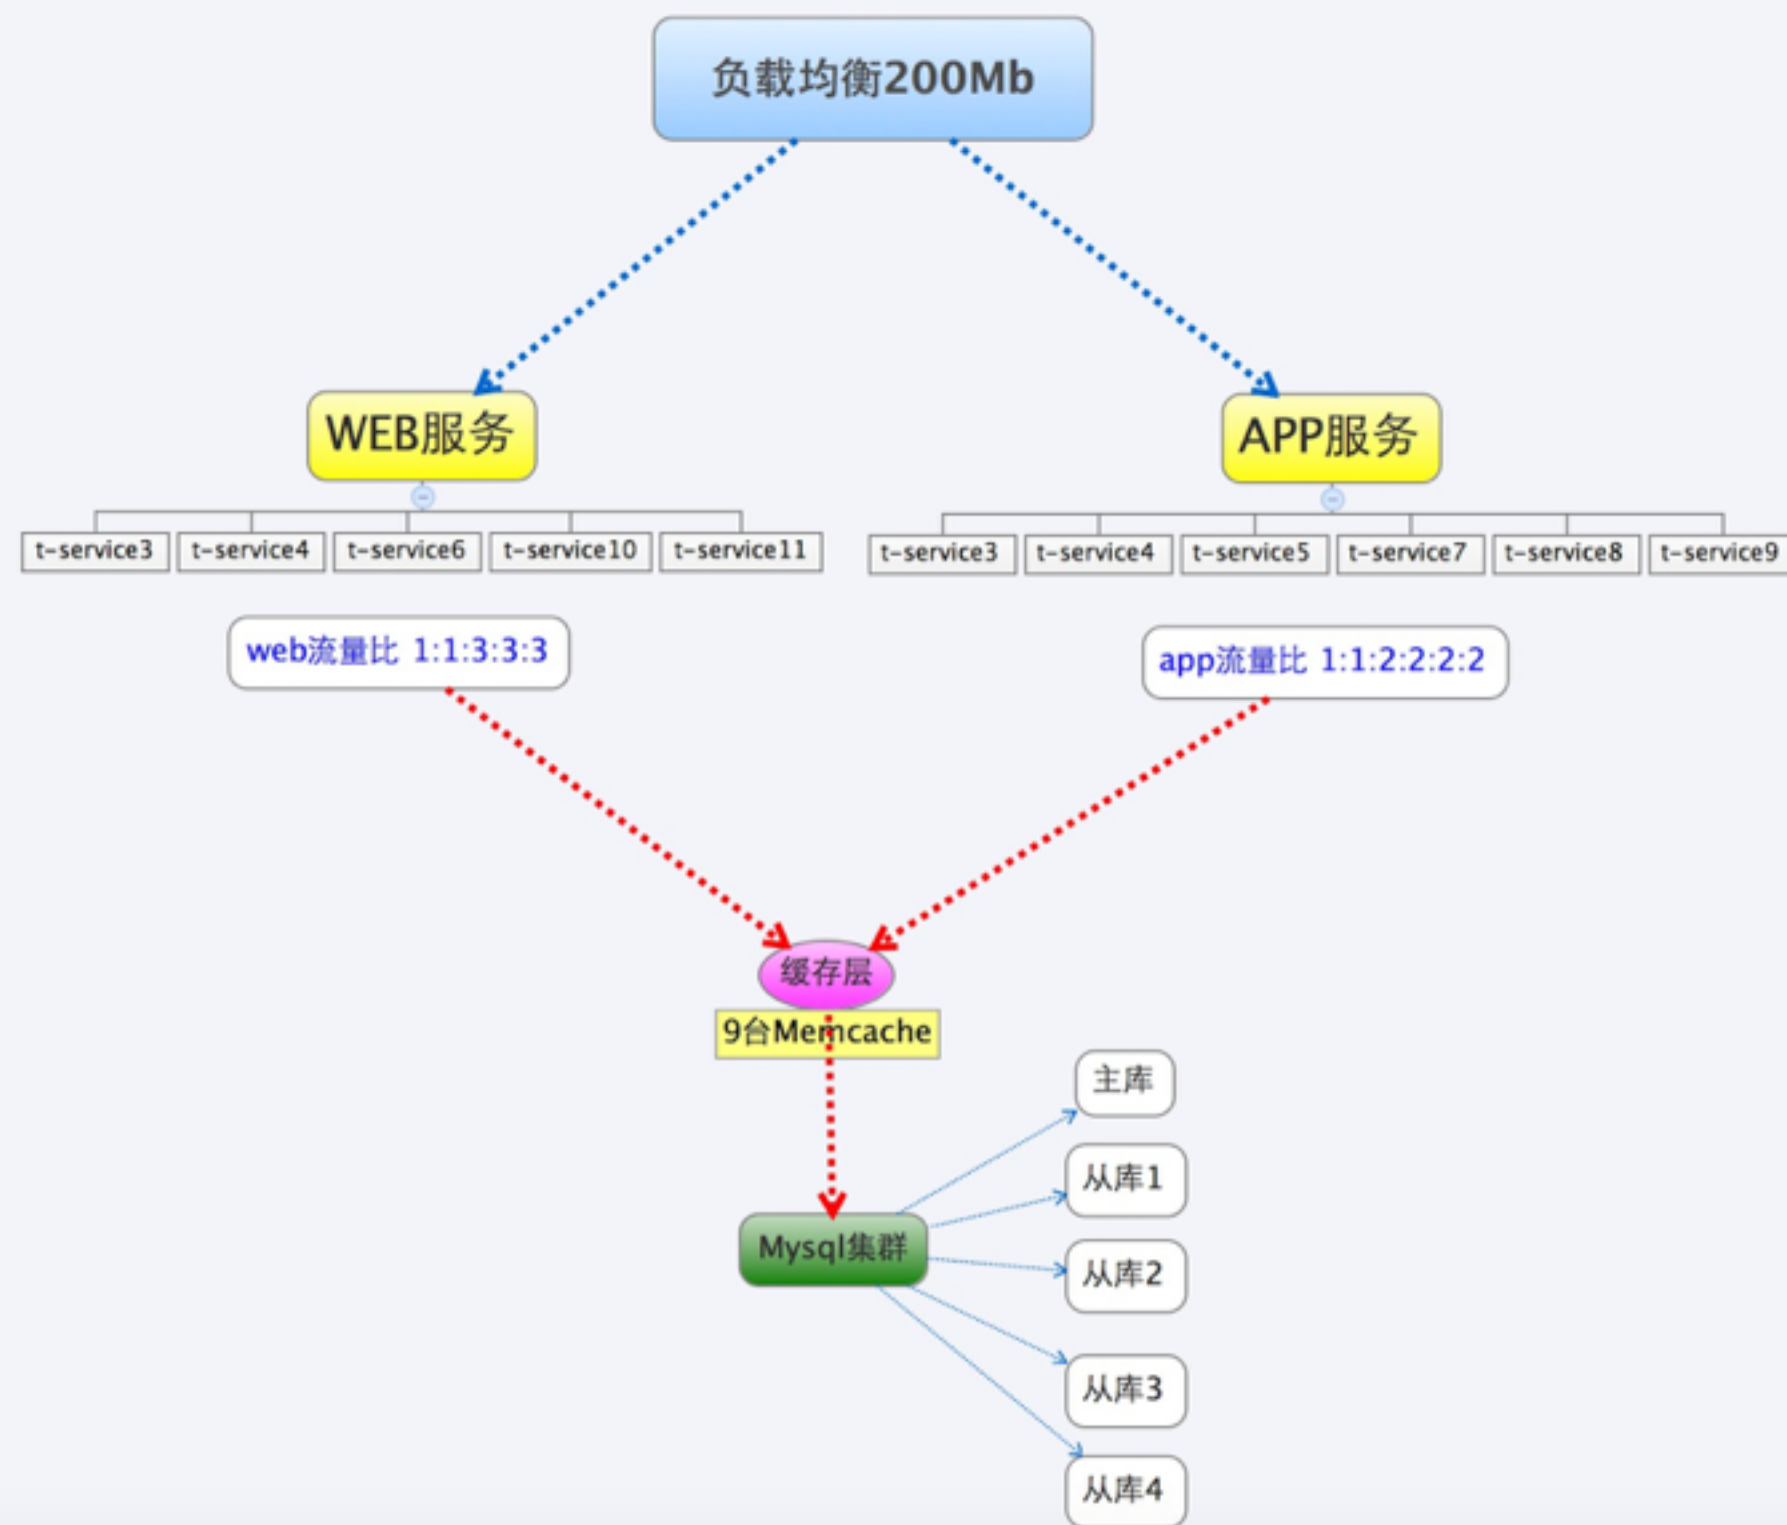 负载均衡200Mb
WEB服务
APP服务
t-service3
t-service4
t-service6
t-service10
t-service11
t-service3
t-service4
t-service5
t-service7
t-service8
t-service9
web流量比 1:1:3:3:3
app流量比 1:1:2:2:2:2
缓存层
9台Memcache
主库
从库1
Mysql集群
从库2
从库3
从库4